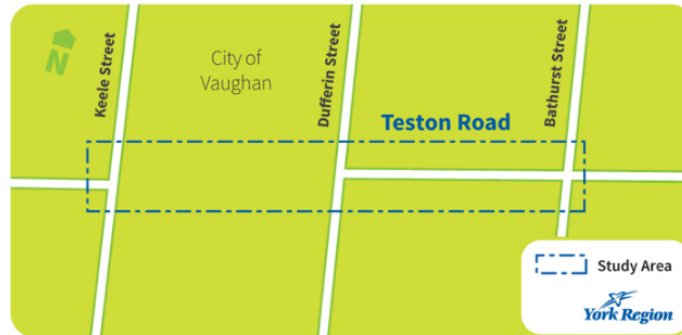 N
Keele Street
City of
Vaughan
Dufferin Street
Teston Road
Bathurst Street
Study Area
York Region